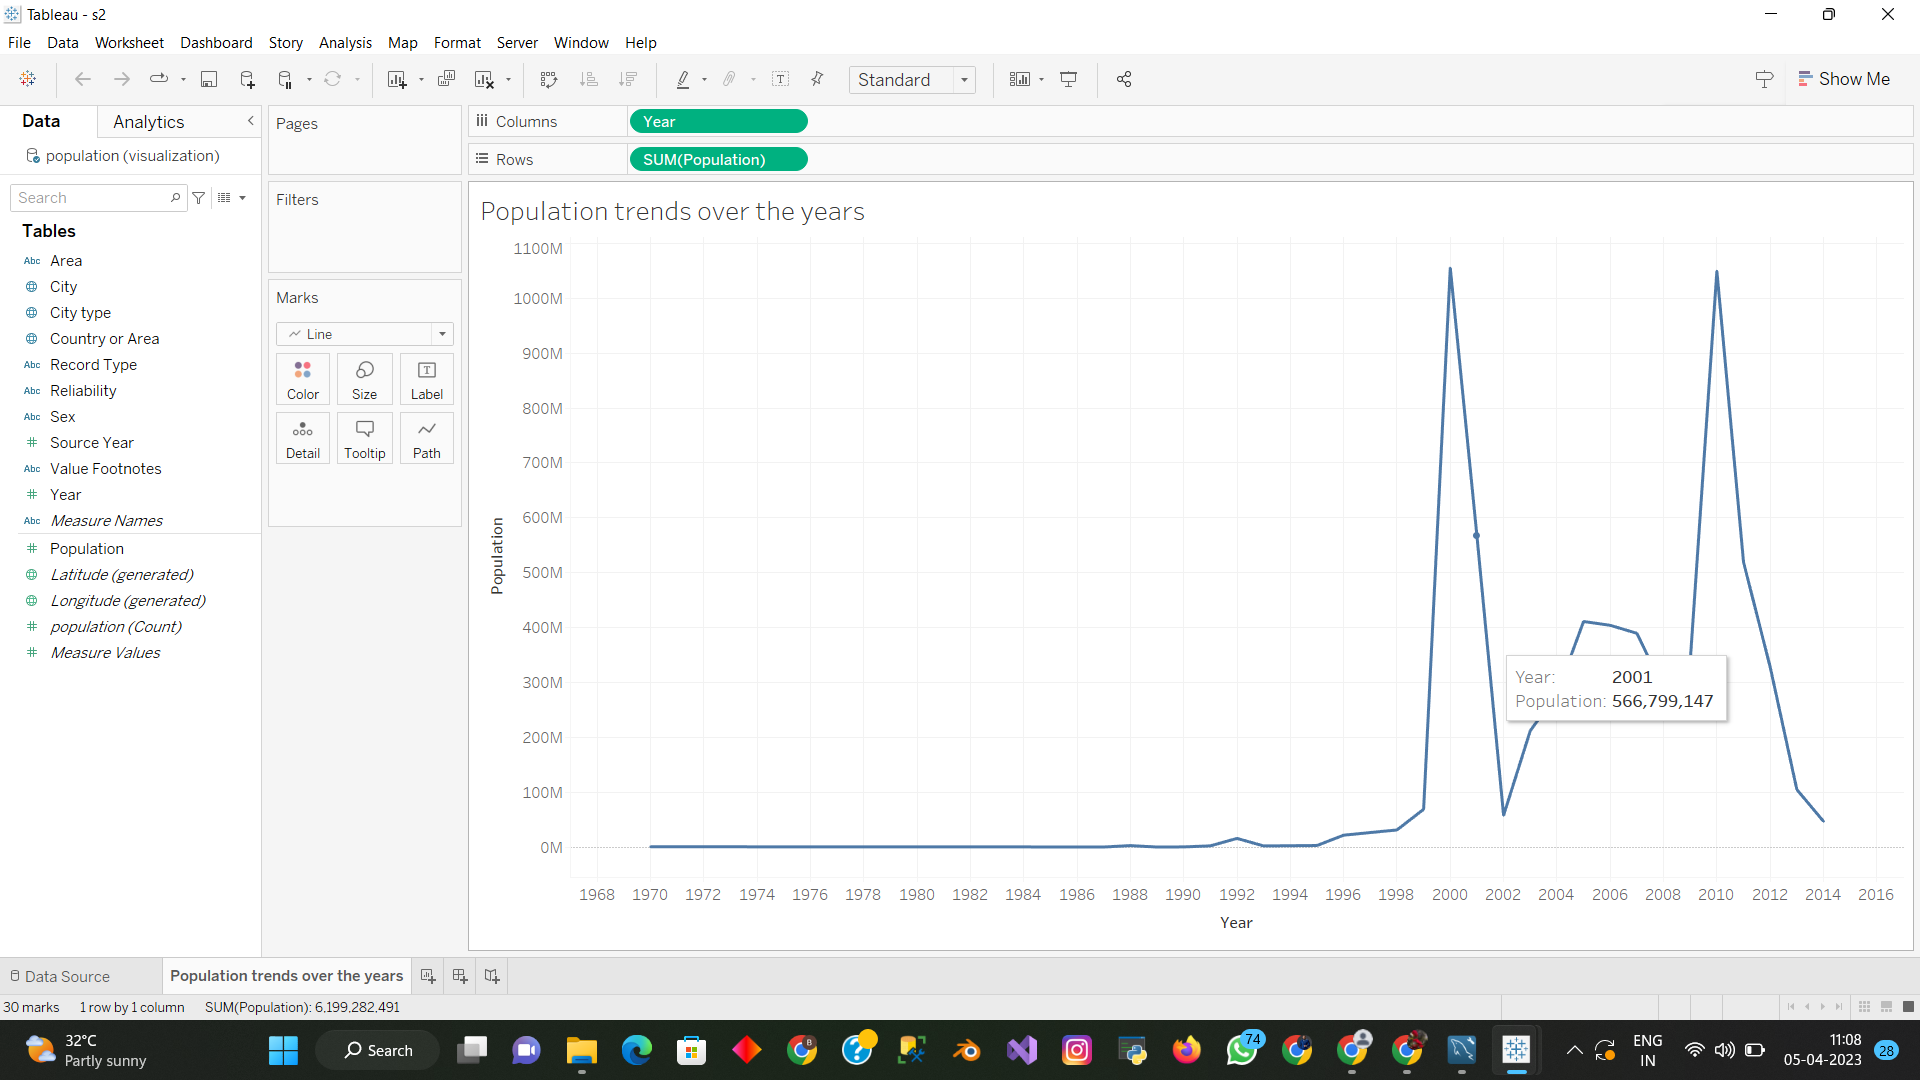 Tableau - s2
File Data Worksheet Dashboard Story Analysis Map Format Server Window Help
Standard
Show Me
Data Analytics
population (visualization)
Search
Tables
Abc Area
City
City type
Country or Area
Abc Record Type
Abc Reliability
Abc Sex
# Source Year
Abc Value Footnotes
# Year
Abc Measure Names
# Population
Latitude (generated)
Longitude (generated)
# population (Count)
# Measure Values
Pages
Filters
Marks
Line
Color Size Label
Detail Tooltip Path
Columns Year
Rows SUM(Population)
Population trends over the years
1100M
1000M
900M
800M
700M
600M
500M
400M
300M
200M
100M
0M
Population
Year: 2001
Population: 566,799,147
1968 1970 1972 1974 1976 1978 1980 1982 1984 1986 1988 1990 1992 1994 1996 1998 2000 2002 2004 2006 2008 2010 2012 2014 2016
Year
Data Source Population trends over the years
30 marks 1 row by 1 column SUM(Population): 6,199,282,491
32°C
Partly sunny
Search
74
ENG
IN
11:08
05-04-2023
28